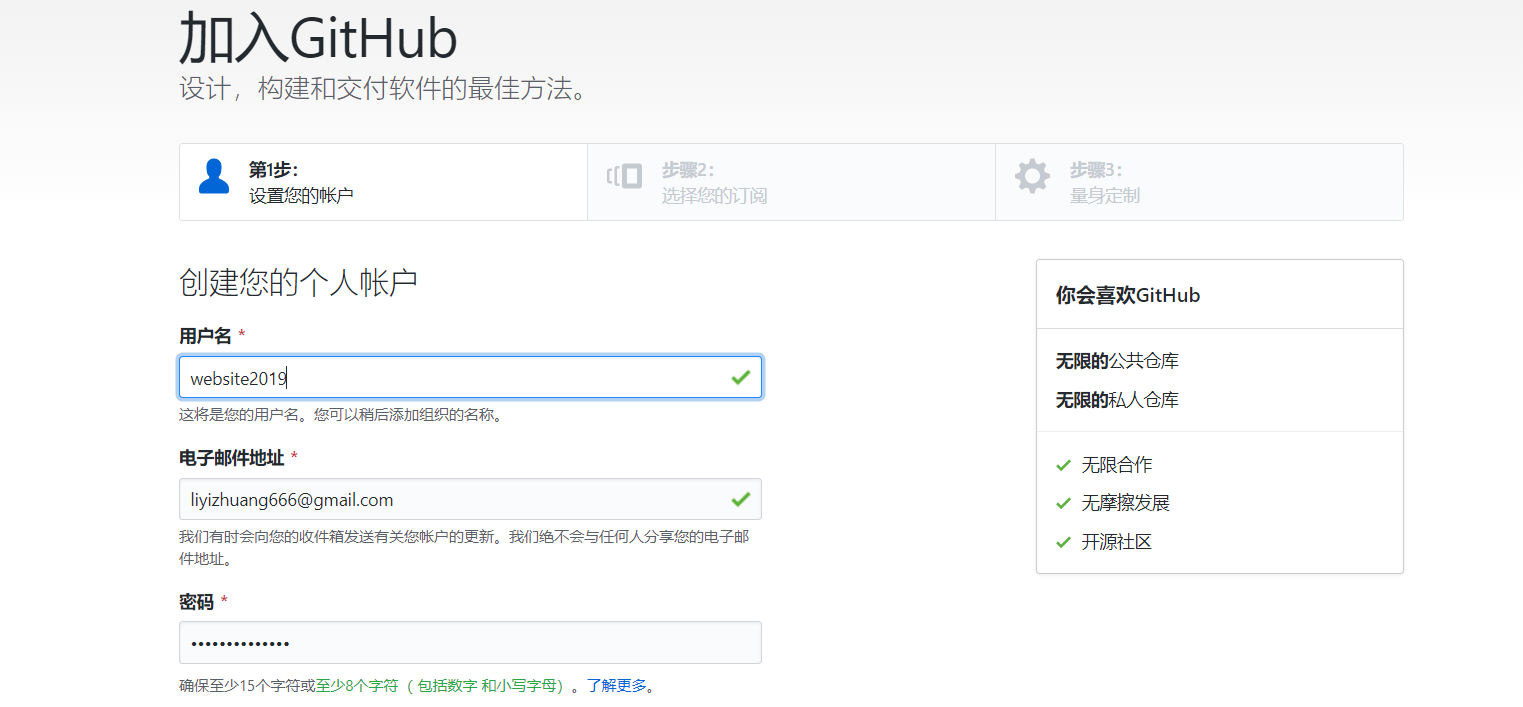 加入GitHub
设计，构建和交付软件的最佳方法。
第1步：
设置您的帐户
步骤2：
选择您的订阅
步骤3：
量身定制
创建您的个人帐户
用户名 *
website2019
这将是您的用户名。您可以稍后添加组织的名称。
电子邮件地址 *
liyizhuang666@gmail.com
我们有时会向您的收件箱发送有关您帐户的更新。我们绝不会与任何人分享您的电子邮
件地址。
密码 *
••••••••••••••
确保至少15个字符或至少8个字符（ 包括数字 和小写字母）。了解更多。
你会喜欢GitHub
无限的公共仓库
无限的私人仓库
无限合作
无摩擦发展
开源社区